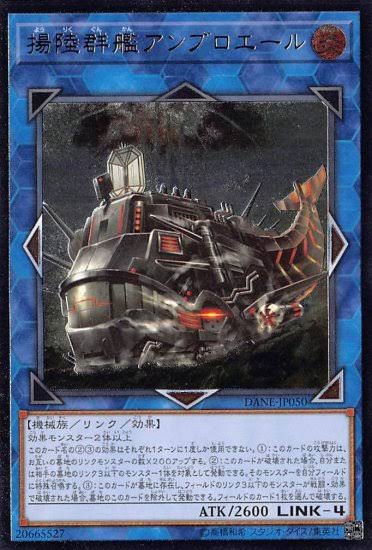 ようりくぐんかん
揚陸群艦アンブロエール
DANE-JP050
【機械族/リンク/効果】
効果モンスター2体以上
このカード名の②③の効果はそれぞれ1ターンに1度しか使用できない。①:このカードの攻撃力は、
お互いの墓地のリンクモンスターの数×200アップする。②:このカードが破壊された場合、自分また
は相手の墓地のリンク3以下のモンスター1体を対象として発動できる。そのモンスターを自分フィールド
に特殊召喚する。③:このカードが墓地に存在し、フィールドのリンク3以下のモンスターが戦闘・効果
で破壊された場合、墓地のこのカードを除外して発動できる。フィールドのカード1枚を選んで破壊する。
ATK/2600 LINK-4
20665527
©高橋和希 スタジオ・ダイス/集英社